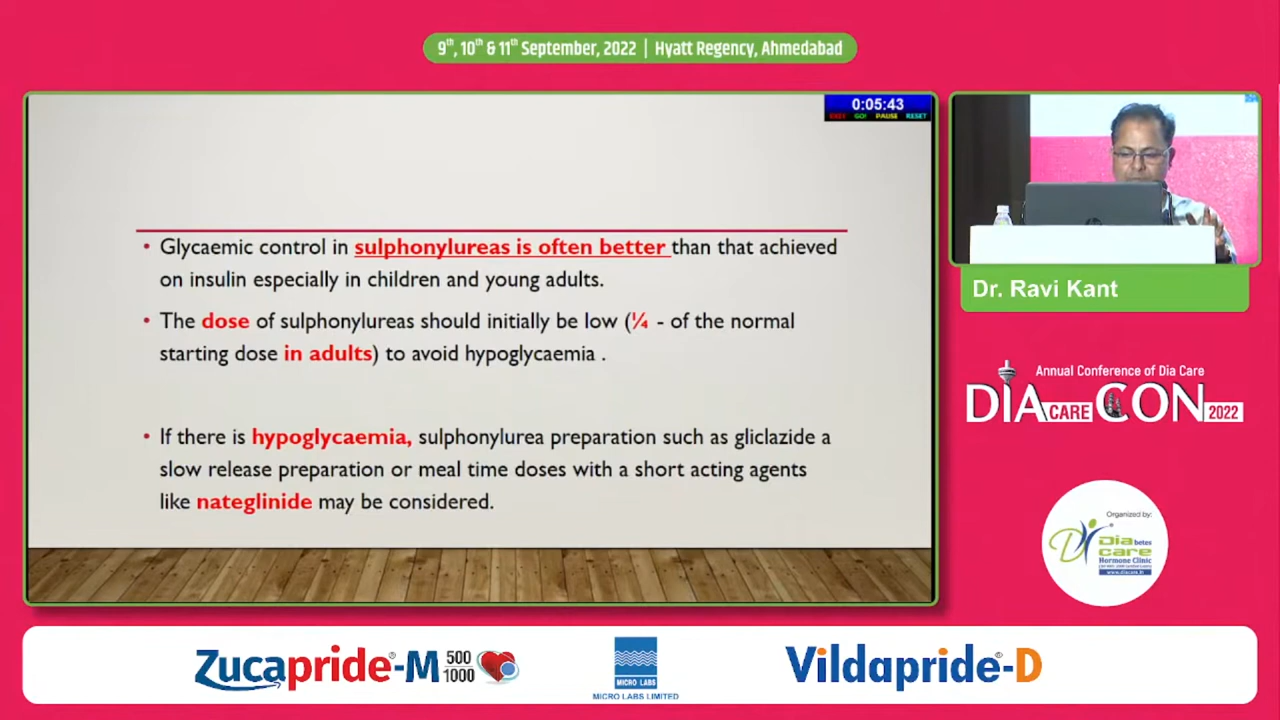 9th, 10th & 11th September, 2022 | Hyatt Regency, Ahmedabad
0:05:43
EXIT GO! PAUSE RESET
• Glycaemic control in sulphonylureas is often better than that achieved
on insulin especially in children and young adults.
• The dose of sulphonylureas should initially be low (¼ - of the normal
starting dose in adults) to avoid hypoglycaemia .
• If there is hypoglycaemia, sulphonylurea preparation such as gliclazide a
slow release preparation or meal time doses with a short acting agents
like nateglinide may be considered.
Dr. Ravi Kant
Annual Conference of Dia Care
DIA CARE CON 2022
Organized by:
Diabetes
care
Hormone Clinic
www.diacare.in
Zucapride®-M 500 1000
MICRO LABS
MICRO LABS LIMITED
Vildapride®-D